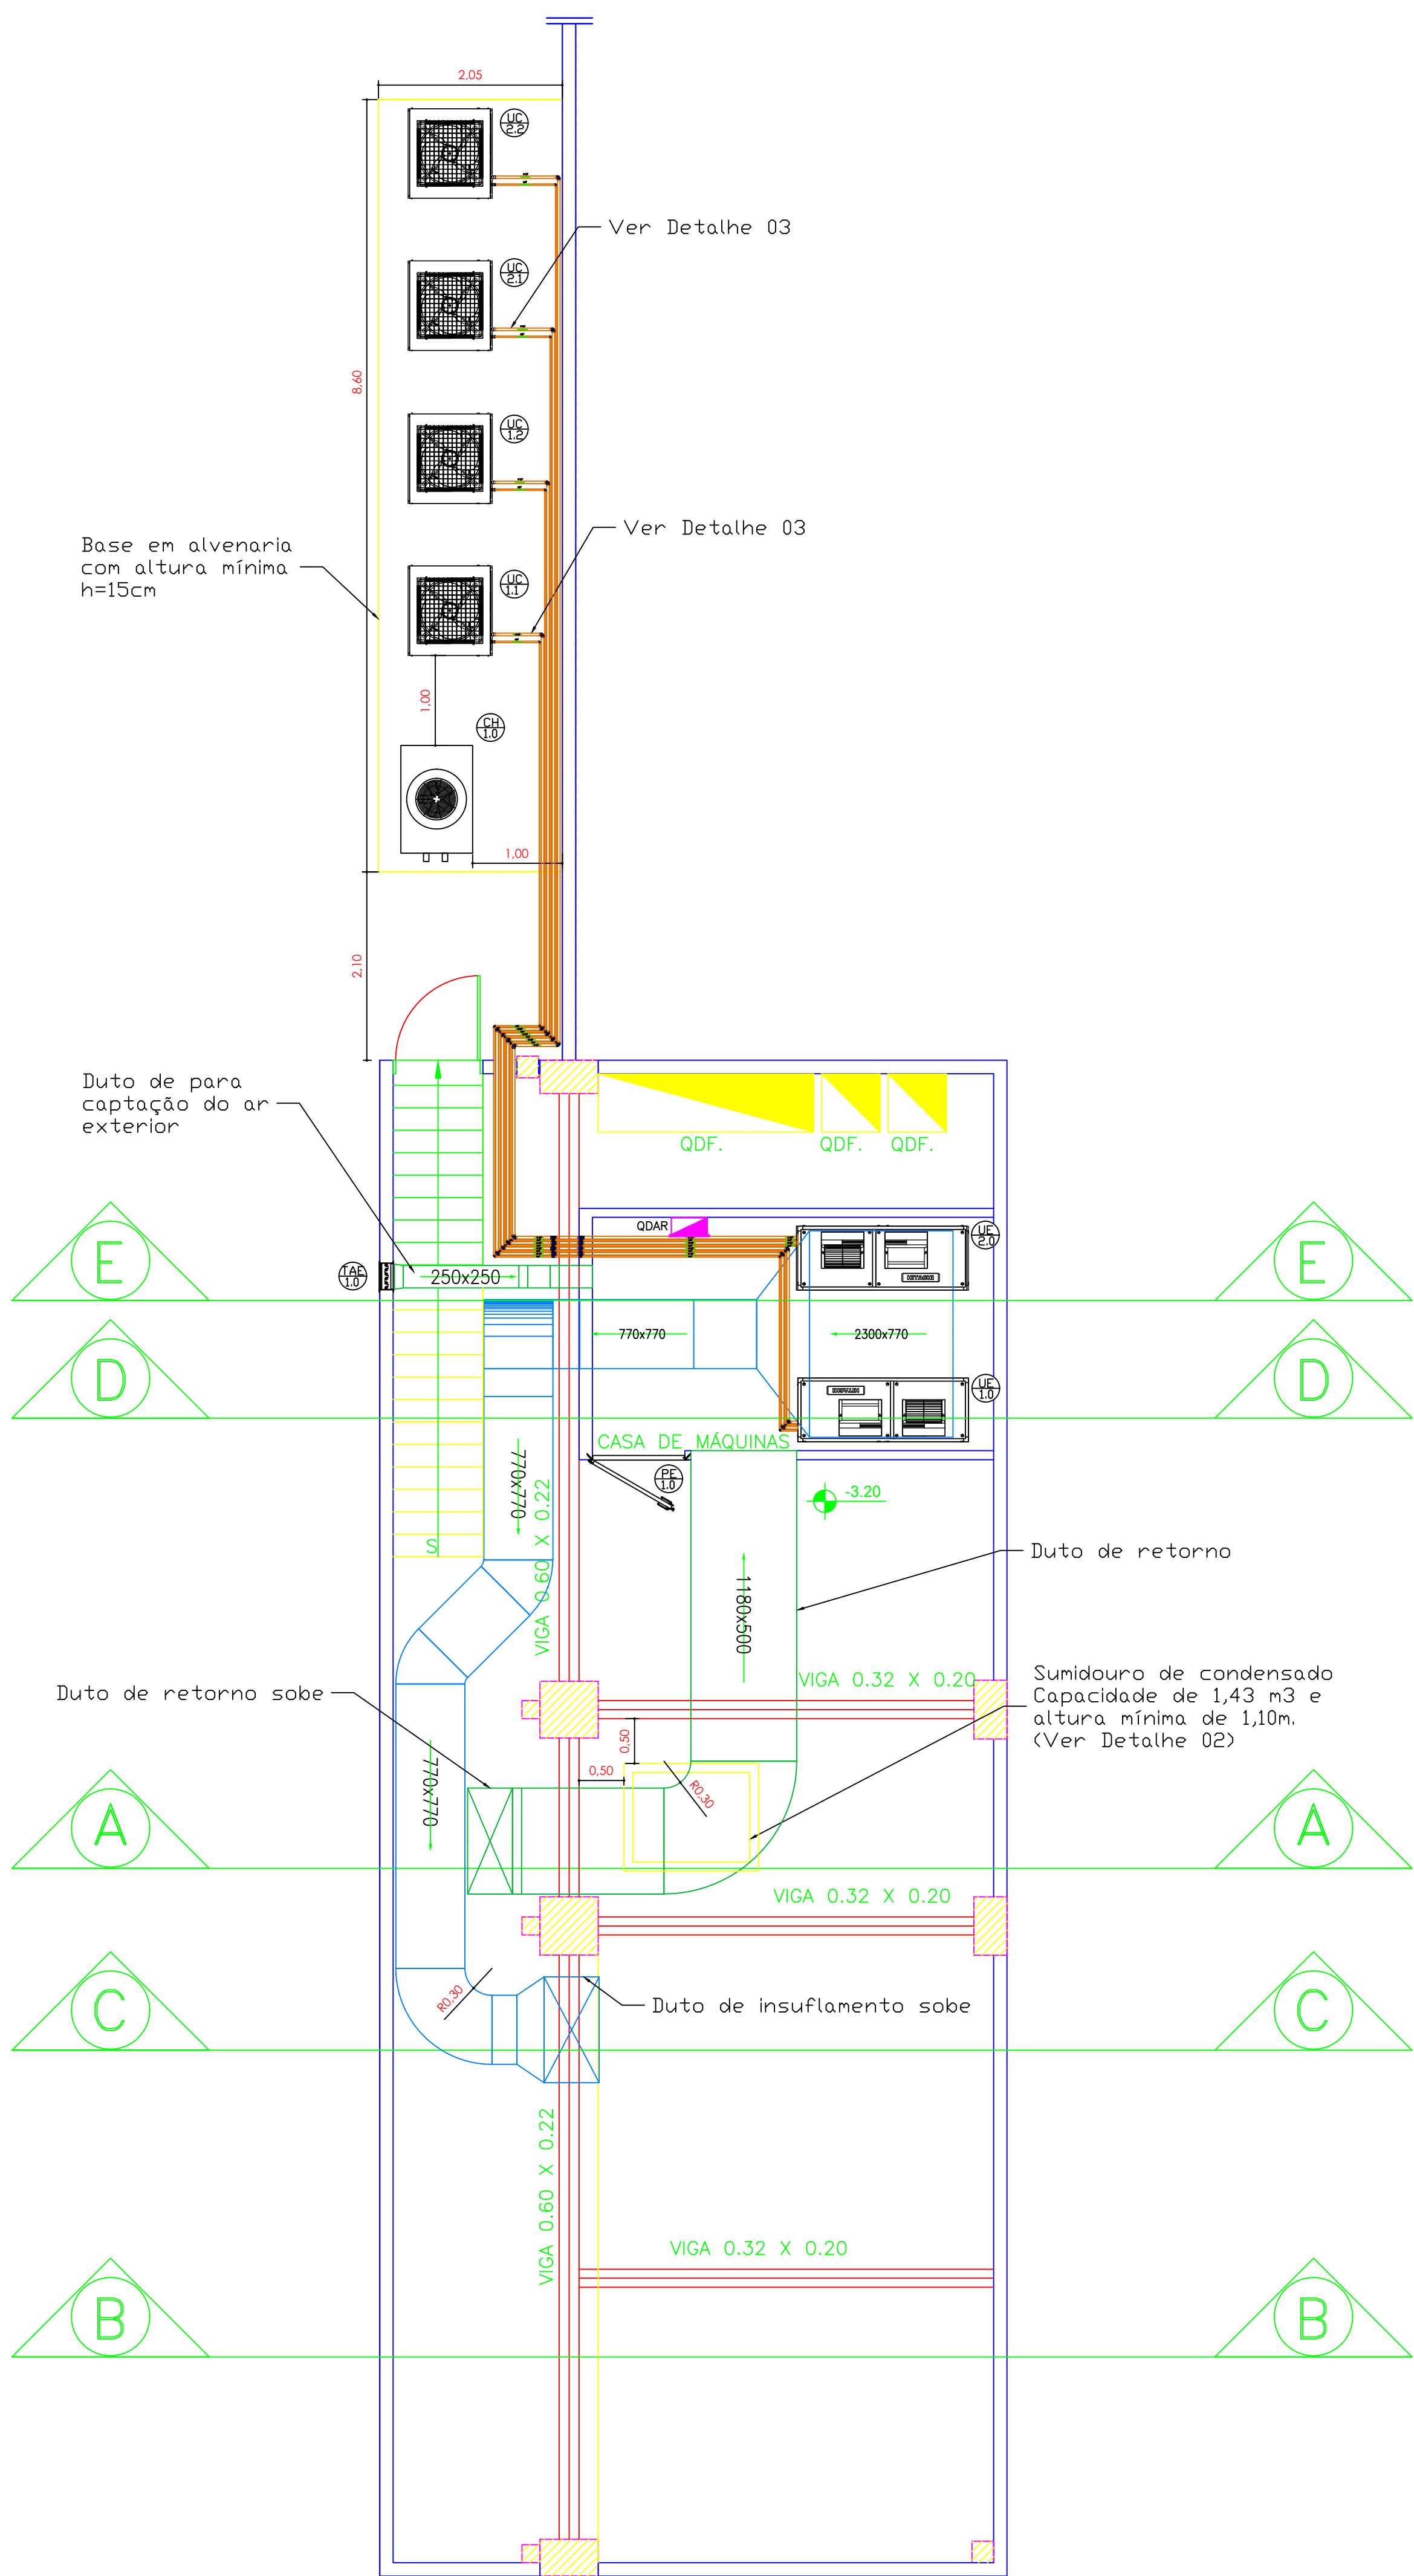 2,05
UC
2.2
Ver Detalhe 03
UC
2.1
8,60
UC
1.2
Ver Detalhe 03
Base em alvenaria
com altura mínima
h=15cm
UC
1.1
1,00
CH
1.0
1,00
2,10
Duto de para
captação do ar
exterior
QDF.
QDF.
QDF.
QDAR
UE
2.0
HITACHI
E
E
TAE
1.0
250x250
770x770
2300x770
D
D
HITACHI
UE
1.0
CASA DE MÁQUINAS
770x770
PE
1.0
-3.20
VIGA 0.60 X 0.22
S
Duto de retorno
1180x500
Duto de retorno sobe
VIGA 0.32 X 0.20
Sumidouro de condensado
Capacidade de 1,43 m3 e
altura mínima de 1,10m.
(Ver Detalhe 02)
0,50
0,50
R0,30
770x770
A
A
VIGA 0.32 X 0.20
C
C
R0,30
Duto de insuflamento sobe
VIGA 0.60 X 0.22
VIGA 0.32 X 0.20
B
B